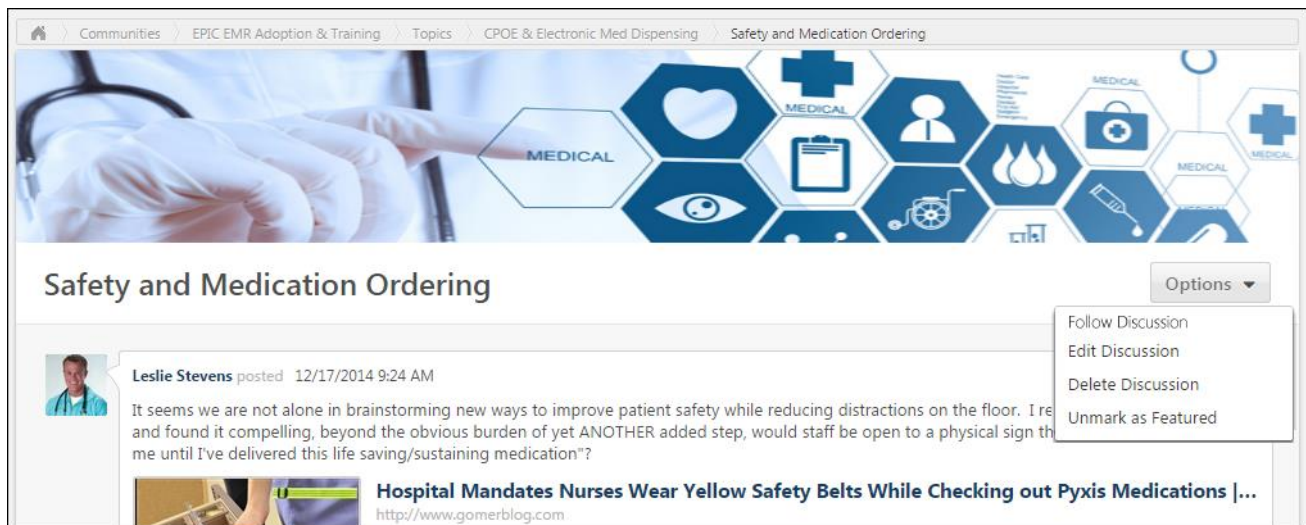 Communities EPIC EMR Adoption & Training Topics CPOE & Electronic Med Dispensing Safety and Medication Ordering
MEDICAL
MEDICAL
MEDICAL
MEDICAL
MEDICAL
Safety and Medication Ordering
Options
Follow Discussion
Edit Discussion
Delete Discussion
Unmark as Featured
Leslie Stevens posted 12/17/2014 9:24 AM
It seems we are not alone in brainstorming new ways to improve patient safety while reducing distractions on the floor. I re
and found it compelling, beyond the obvious burden of yet ANOTHER added step, would staff be open to a physical sign th
me until I've delivered this life saving/sustaining medication"?
Hospital Mandates Nurses Wear Yellow Safety Belts While Checking out Pyxis Medications |...
http://www.gomerblog.com